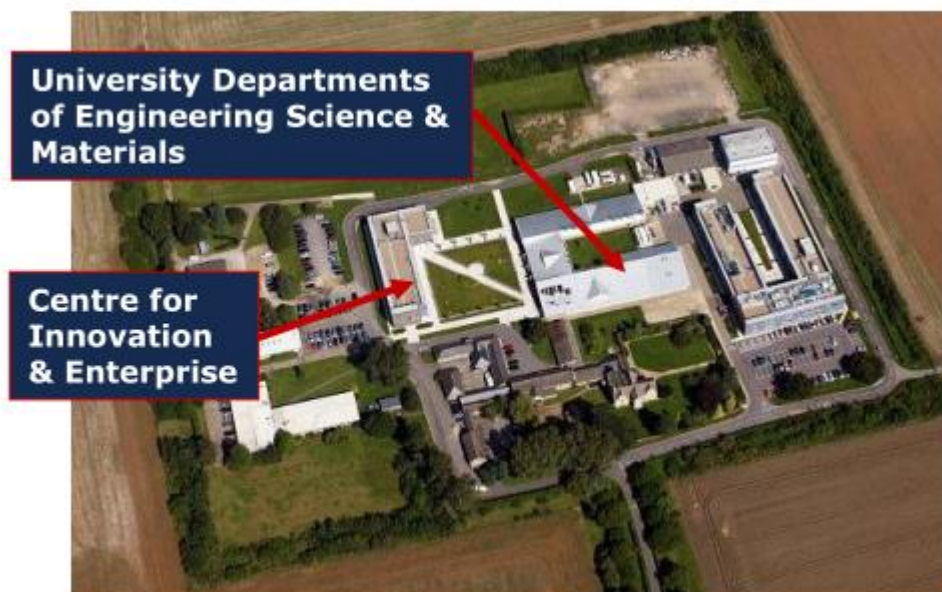 University Departments
of Engineering Science &
Materials
Centre for
Innovation
& Enterprise